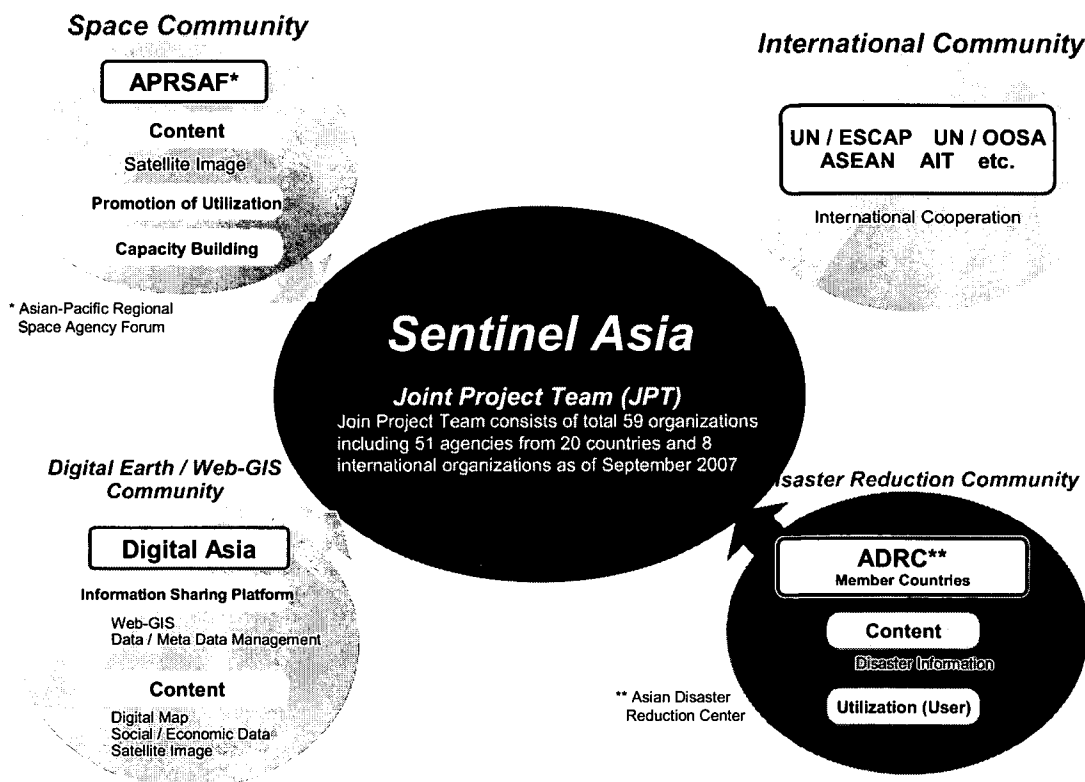 Space Community
APRSAF*
Content
Satellite Image
Promotion of Utilization
Capacity Building
* Asian-Pacific Regional
Space Agency Forum
International Community
UN / ESCAP UN / OOSA
ASEAN AIT etc.
International Cooperation
Sentinel Asia
Joint Project Team (JPT)
Join Project Team consists of total 59 organizations
including 51 agencies from 20 countries and 8
international organizations as of September 2007
Digital Earth / Web-GIS
Community
Digital Asia
Information Sharing Platform
Web-GIS
Data / Meta Data Management
Content
Digital Map
Social / Economic Data
Satellite Image
isaster Reduction Community
ADRC**
Member Countries
Content
Disaster Information
Utilization (User)
** Asian Disaster
Reduction Center